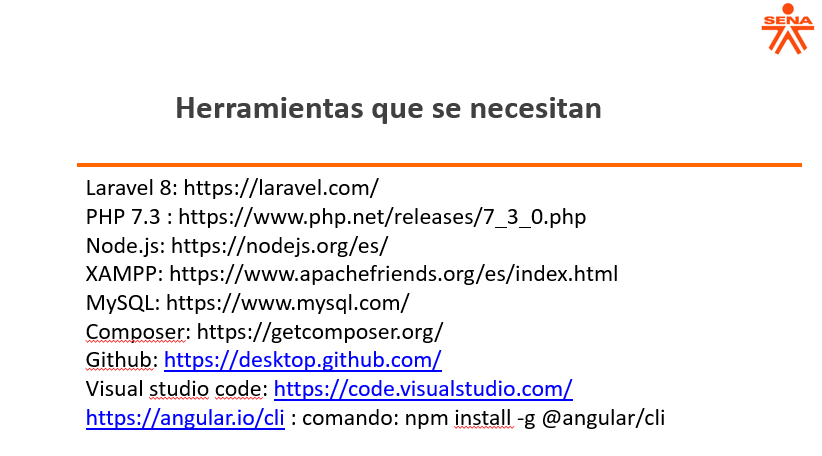 SENA
Herramientas que se necesitan
Laravel 8: https://laravel.com/
PHP 7.3 : https://www.php.net/releases/7_3_0.php
Node.js: https://nodejs.org/es/
XAMPP: https://www.apachefriends.org/es/index.html
MySQL: https://www.mysql.com/
Composer: https://getcomposer.org/
Github: https://desktop.github.com/
Visual studio code: https://code.visualstudio.com/
https://angular.io/cli : comando: npm install -g @angular/cli